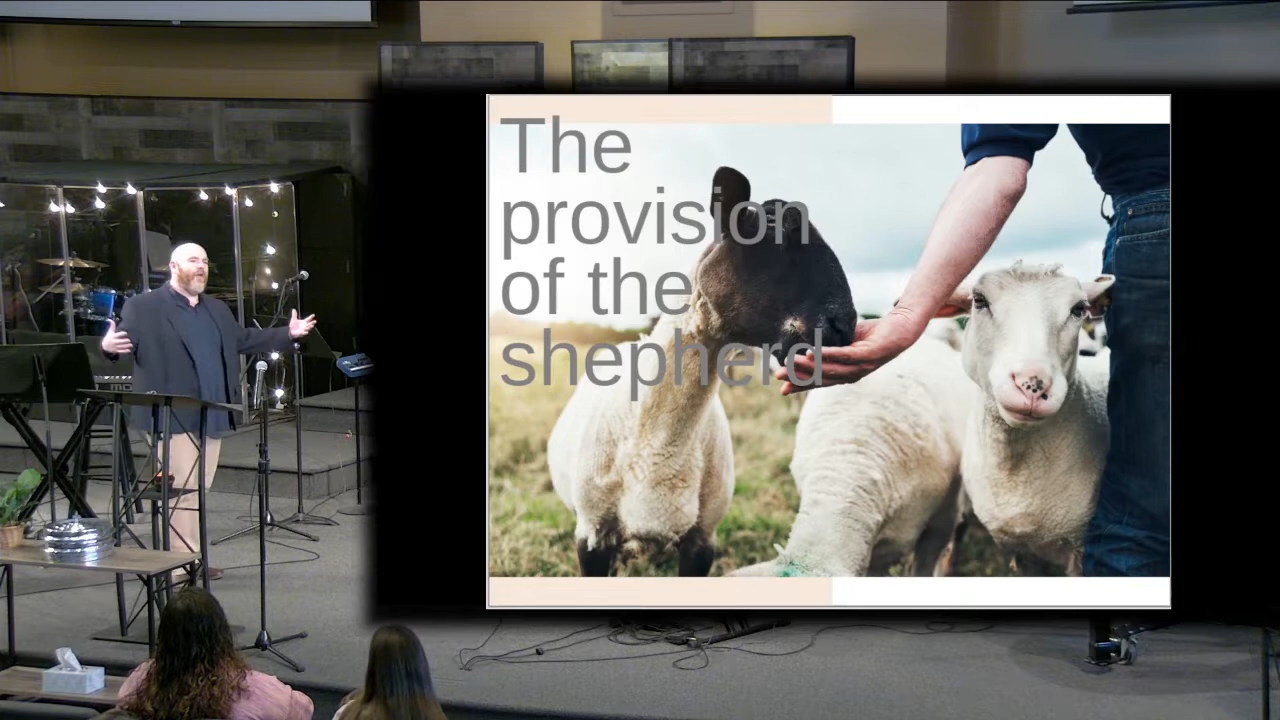 The
provision
of the
shepherd